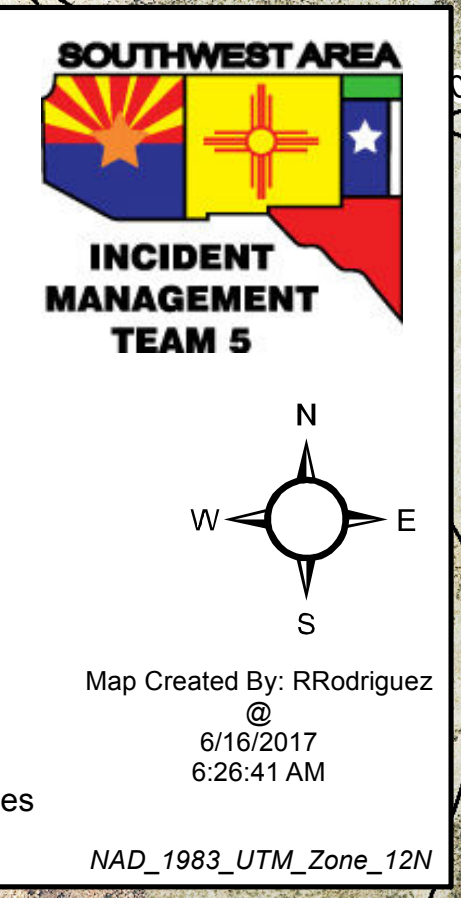 SOUTHWEST AREA
INCIDENT
MANAGEMENT
TEAM 5
N
W E
S
Map Created By: RRodriguez
@
6/16/2017
6:26:41 AM
es
NAD_1983_UTM_Zone_12N